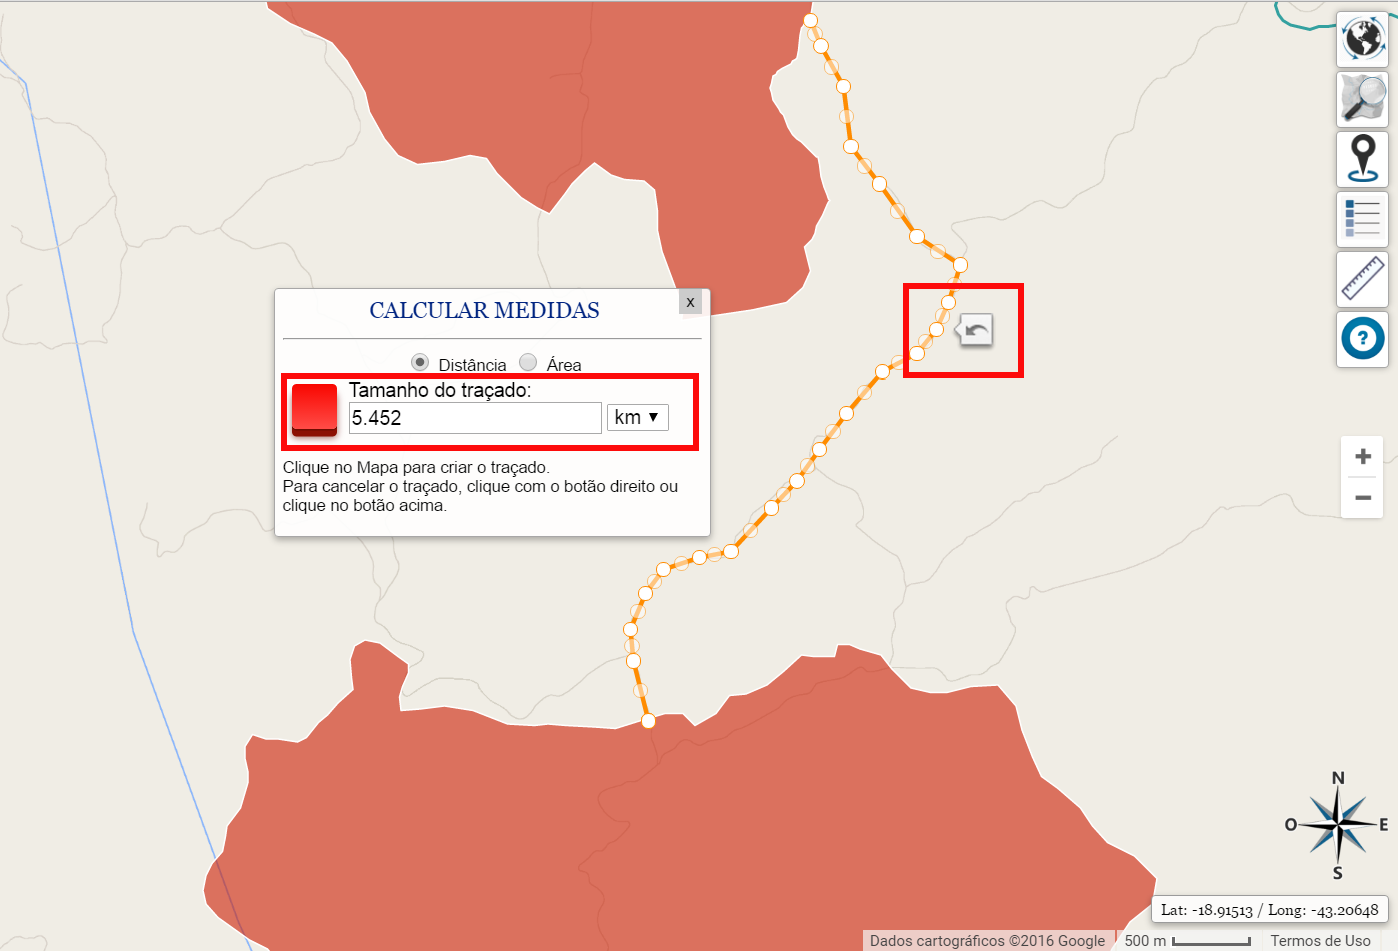 CALCULAR MEDIDAS
x
Distância Área
Tamanho do traçado:
5.452 km ▼
Clique no Mapa para criar o traçado.
Para cancelar o traçado, clique com o botão direito ou
clique no botão acima.
?
+
−
N
O E
S
Lat: -18.91513 / Long: -43.20648
Dados cartográficos ©2016 Google 500 m Termos de Uso